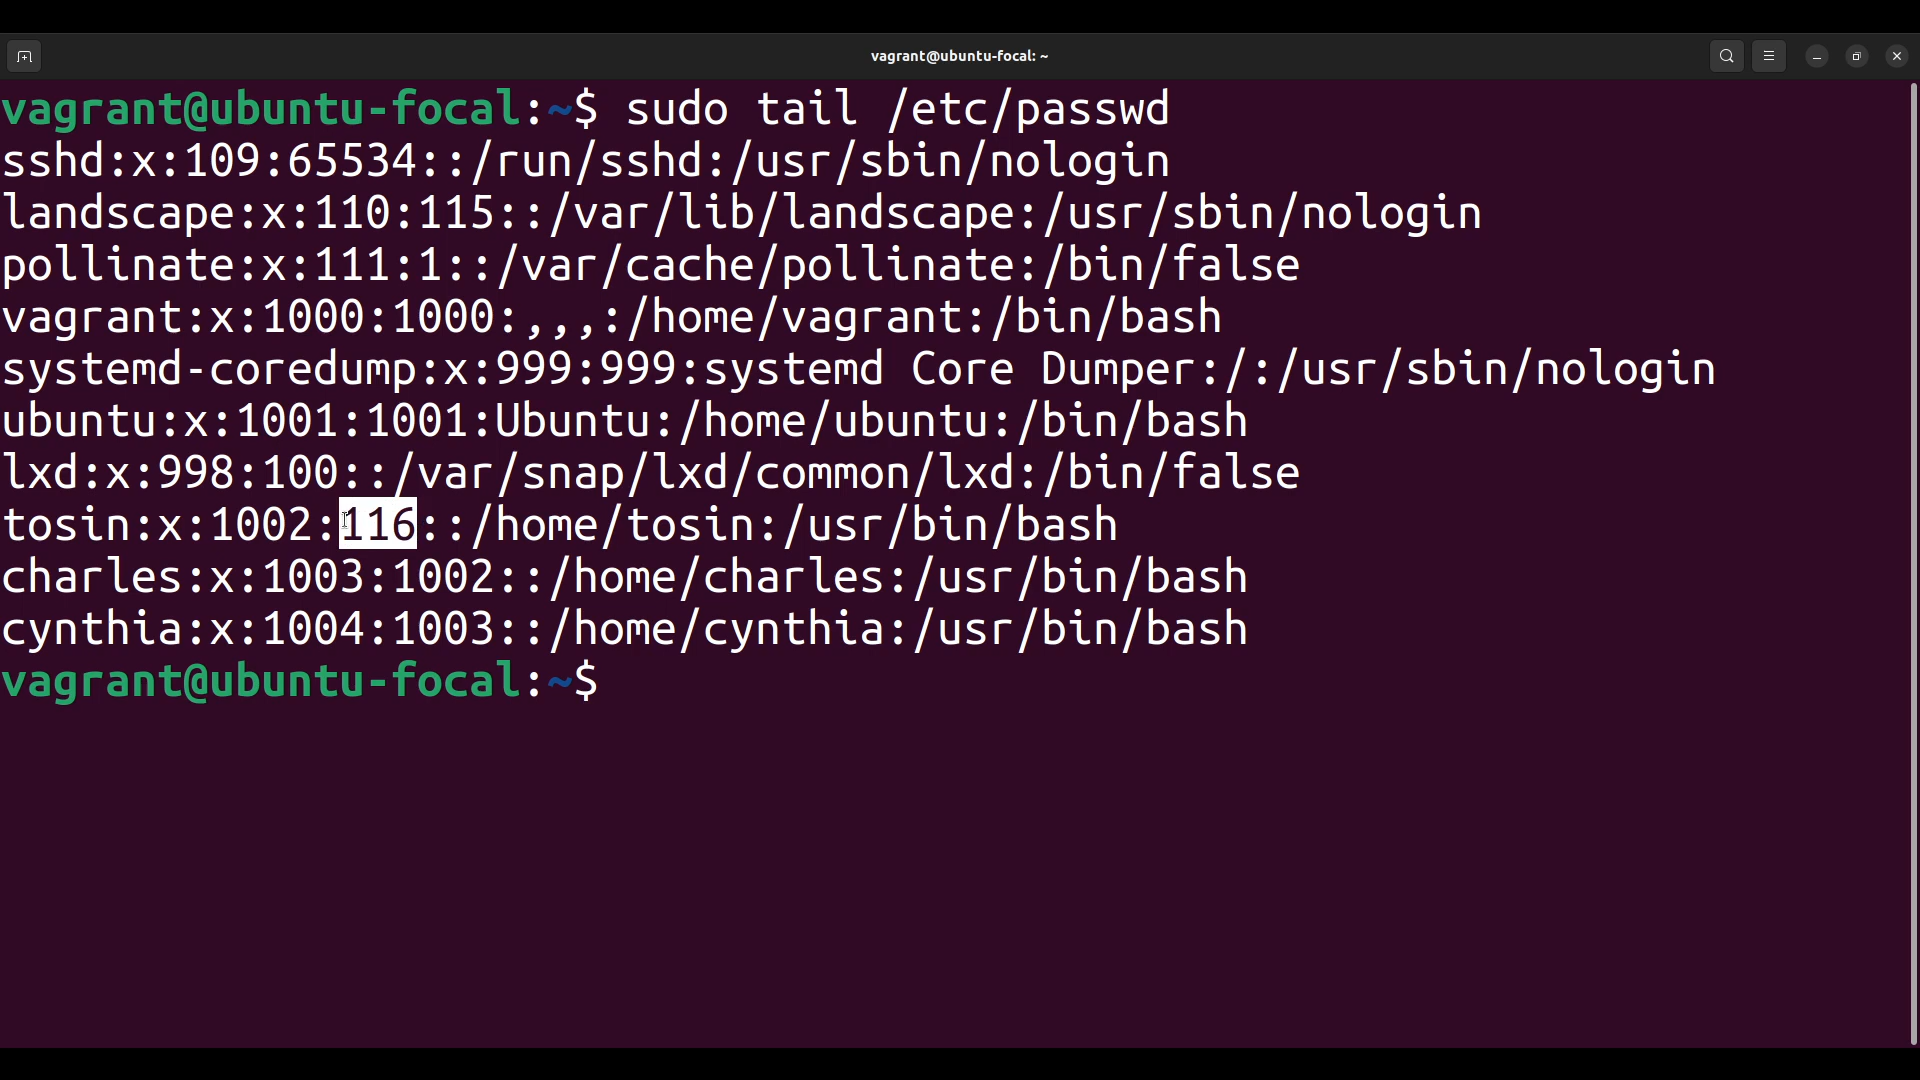 vagrant@ubuntu-focal: ~
vagrant@ubuntu-focal:~$ sudo tail /etc/passwd
sshd:x:109:65534::/run/sshd:/usr/sbin/nologin
landscape:x:110:115::/var/lib/landscape:/usr/sbin/nologin
pollinate:x:111:1::/var/cache/pollinate:/bin/false
vagrant:x:1000:1000:,,,:/home/vagrant:/bin/bash
systemd-coredump:x:999:999:systemd Core Dumper:/:/usr/sbin/nologin
ubuntu:x:1001:1001:Ubuntu:/home/ubuntu:/bin/bash
lxd:x:998:100::/var/snap/lxd/common/lxd:/bin/false
tosin:x:1002:116::/home/tosin:/usr/bin/bash
charles:x:1003:1002::/home/charles:/usr/bin/bash
cynthia:x:1004:1003::/home/cynthia:/usr/bin/bash
vagrant@ubuntu-focal:~$